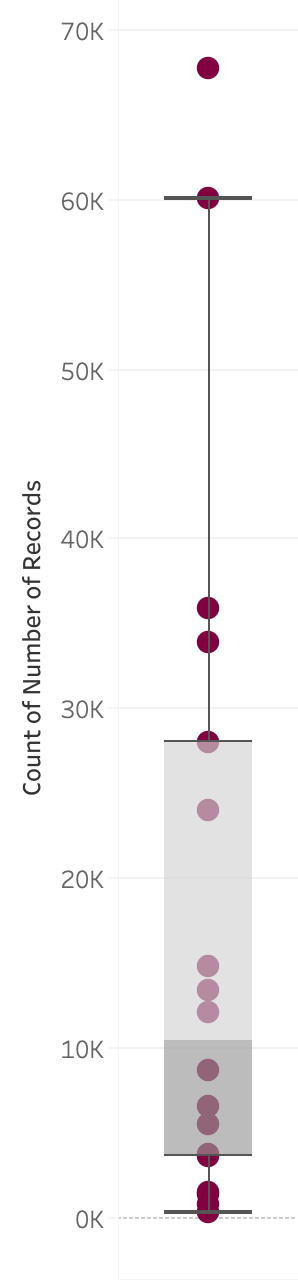 70K
60K
50K
40K
30K
20K
10K
0K
Count of Number of Records